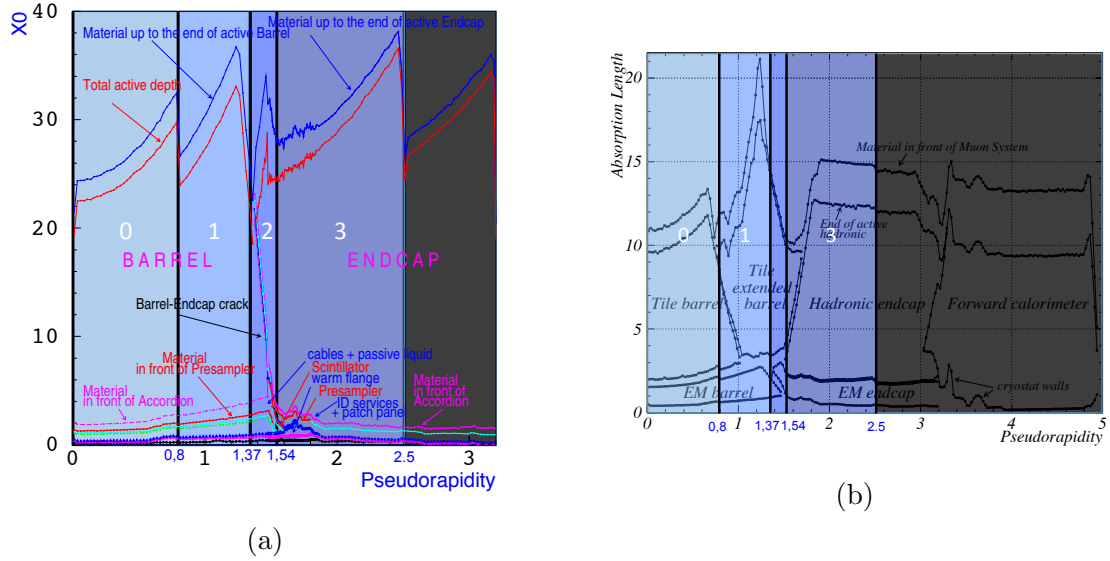 X0
40
30
20
10
0
Material up to the end of active Barrel
Material up to the end of active Endcap
Total active depth
0
1
2
3
BARREL
ENDCAP
Barrel-Endcap crack
Material
in front of Presampler
Material
in front of Accordion
cables + passive liquid
Scintillator
warm flange
Presampler
ID services
+ patch pane
Material
in front of
Accordion
0
1
2
3
0,8
1,37
1,54
2.5
Pseudorapidity
(a)
Absorption Length
20
15
10
5
0
Material in front of Muon System
End of active
hadronic
0
1
3
Tile barrel
Tile
extended
barrel
Hadronic endcap
Forward calorimeter
EM barrel
EM endcap
cryostat walls
0
1
2
3
4
5
0,8
1,37
1,54
2.5
Pseudorapidity
(b)